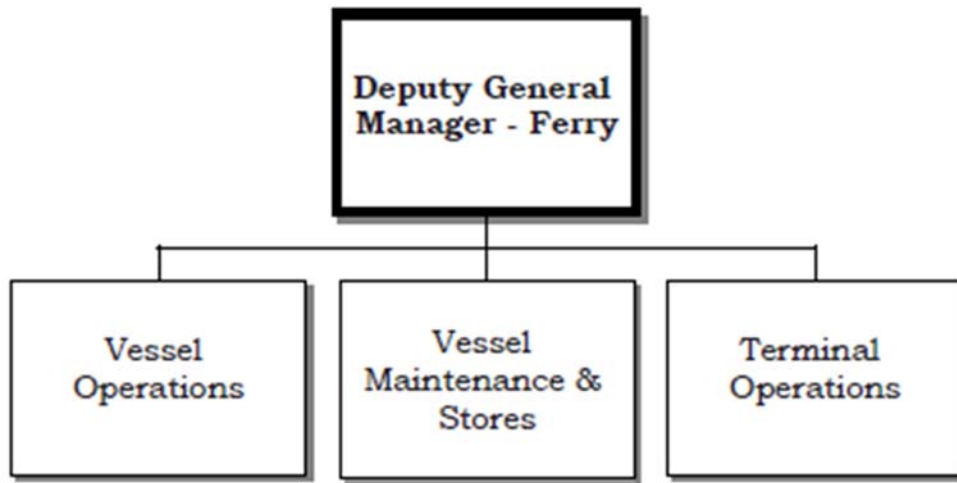 Deputy General
Manager - Ferry
Vessel
Operations
Vessel
Maintenance &
Stores
Terminal
Operations